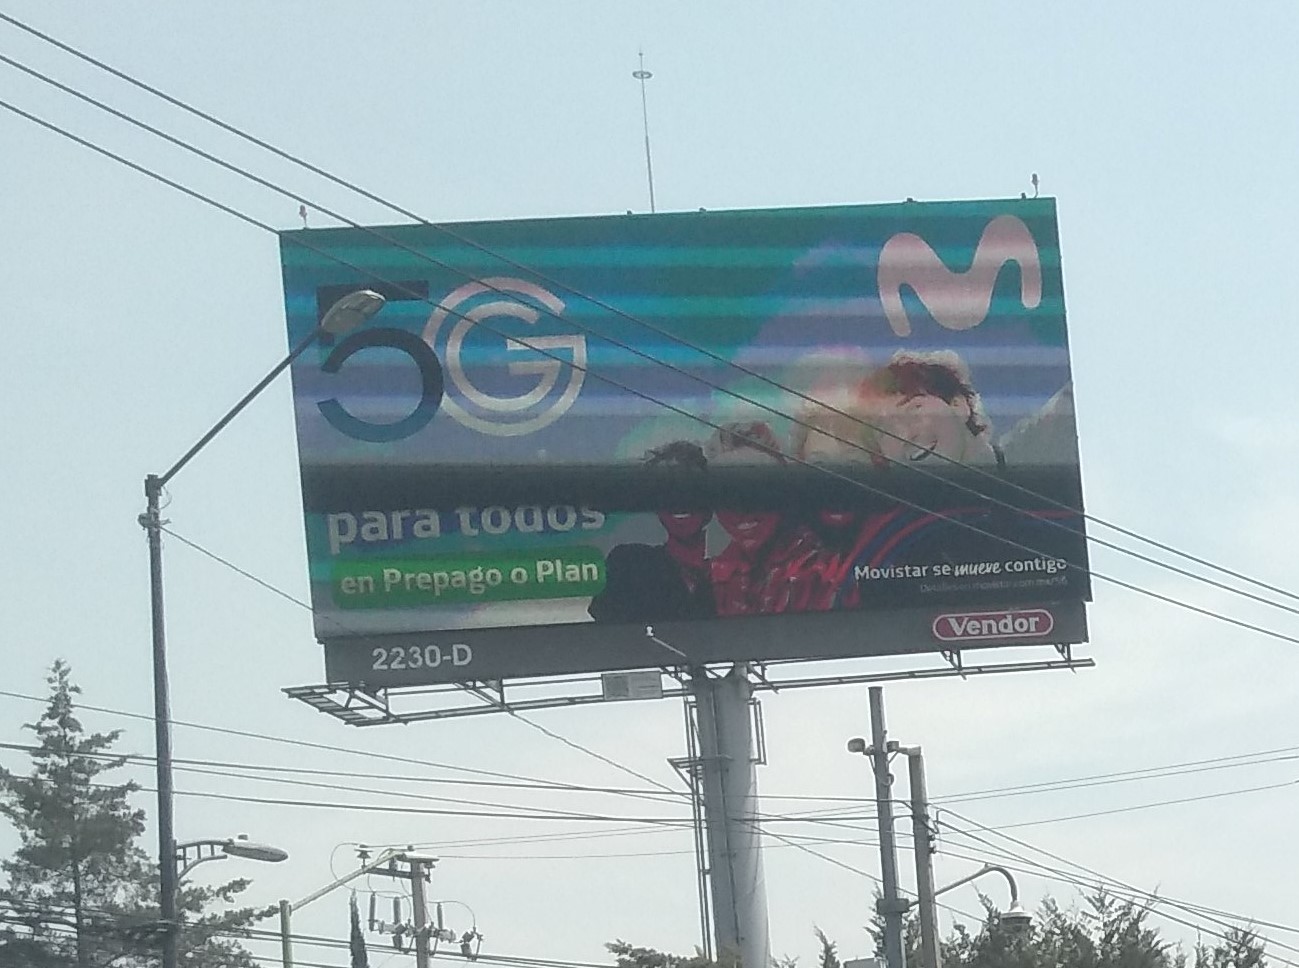 5G
para todos
en Prepago o Plan
Movistar se mueve contigo
Vendor
2230-D